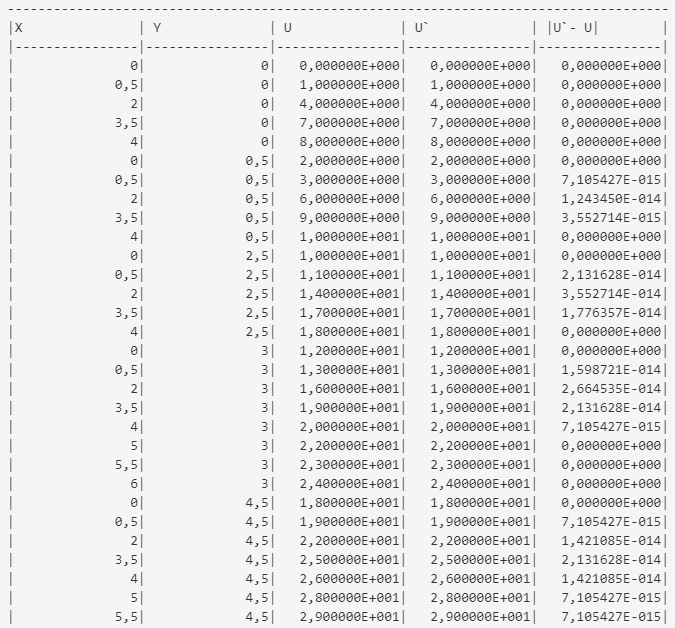 -----------------------------------------------------------------------------------
|X              | Y             | U             | U`            | |U`- U|       |
|---------------|---------------|---------------|---------------|---------------|
|              0|              0|  0,000000E+000|  0,000000E+000|  0,000000E+000|
|            0,5|              0|  1,000000E+000|  1,000000E+000|  0,000000E+000|
|              2|              0|  4,000000E+000|  4,000000E+000|  0,000000E+000|
|            3,5|              0|  7,000000E+000|  7,000000E+000|  0,000000E+000|
|              4|              0|  8,000000E+000|  8,000000E+000|  0,000000E+000|
|              0|            0,5|  2,000000E+000|  2,000000E+000|  0,000000E+000|
|            0,5|            0,5|  3,000000E+000|  3,000000E+000|  7,105427E-015|
|              2|            0,5|  6,000000E+000|  6,000000E+000|  1,243450E-014|
|            3,5|            0,5|  9,000000E+000|  9,000000E+000|  3,552714E-015|
|              4|            0,5|  1,000000E+001|  1,000000E+001|  0,000000E+000|
|              0|            2,5|  1,000000E+001|  1,000000E+001|  0,000000E+000|
|            0,5|            2,5|  1,100000E+001|  1,100000E+001|  2,131628E-014|
|              2|            2,5|  1,400000E+001|  1,400000E+001|  3,552714E-014|
|            3,5|            2,5|  1,700000E+001|  1,700000E+001|  1,776357E-014|
|              4|            2,5|  1,800000E+001|  1,800000E+001|  0,000000E+000|
|              0|              3|  1,200000E+001|  1,200000E+001|  0,000000E+000|
|            0,5|              3|  1,300000E+001|  1,300000E+001|  1,598721E-014|
|              2|              3|  1,600000E+001|  1,600000E+001|  2,664535E-014|
|            3,5|              3|  1,900000E+001|  1,900000E+001|  2,131628E-014|
|              4|              3|  2,000000E+001|  2,000000E+001|  7,105427E-015|
|              5|              3|  2,200000E+001|  2,200000E+001|  0,000000E+000|
|            5,5|              3|  2,300000E+001|  2,300000E+001|  0,000000E+000|
|              6|              3|  2,400000E+001|  2,400000E+001|  0,000000E+000|
|              0|            4,5|  1,800000E+001|  1,800000E+001|  0,000000E+000|
|            0,5|            4,5|  1,900000E+001|  1,900000E+001|  7,105427E-015|
|              2|            4,5|  2,200000E+001|  2,200000E+001|  1,421085E-014|
|            3,5|            4,5|  2,500000E+001|  2,500000E+001|  2,131628E-014|
|              4|            4,5|  2,600000E+001|  2,600000E+001|  1,421085E-014|
|              5|            4,5|  2,800000E+001|  2,800000E+001|  7,105427E-015|
|            5,5|            4,5|  2,900000E+001|  2,900000E+001|  7,105427E-015|